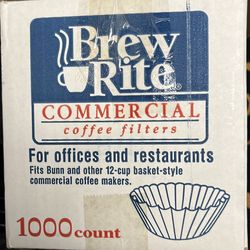 Brew
Rite®
COMMERCIAL
coffee filters
For offices and restaurants
Fits Bunn and other 12-cup basket-style
commercial coffee makers.
1000 count